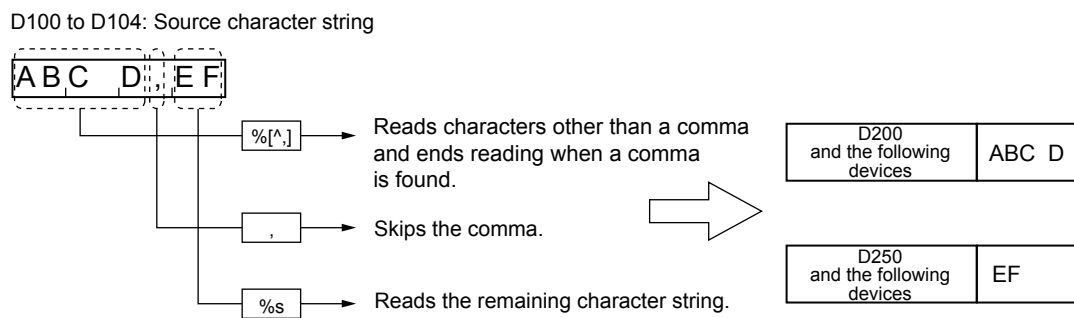 D100 to D104: Source character string
ABC D,EF
%[^,]
Reads characters other than a comma
and ends reading when a comma
is found.
,
Skips the comma.
%s
Reads the remaining character string.
D200
and the following
devices
ABC D
D250
and the following
devices
EF